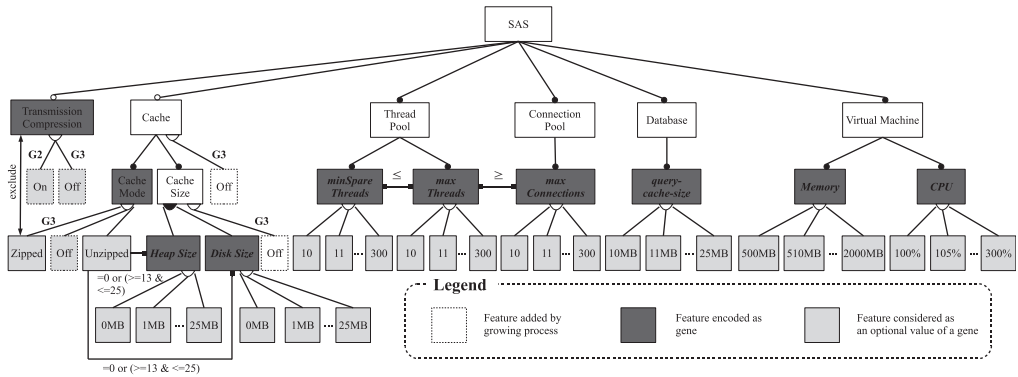 SAS
Transmission
Compression
Cache
Thread
Pool
Connection
Pool
Database
Virtual Machine
G2
G3
G3
exclude
On
Off
Cache
Mode
Cache
Size
Off
minSpare
Threads
≤
max
Threads
≥
max
Connections
query-
cache-size
Memory
CPU
G3
G3
Zipped
Off
Unzipped
Heap Size
Disk Size
Off
10
11
...
300
10
11
...
300
10
11
...
300
10MB
11MB
...
25MB
500MB
510MB
...
2000MB
100%
105%
...
300%
=0 or (>=13 &
<=25)
0MB
1MB
...
25MB
0MB
1MB
...
25MB
=0 or (>=13 & <=25)
Legend
Feature added by
growing process
Feature encoded as
gene
Feature considered as
an optional value of a gene